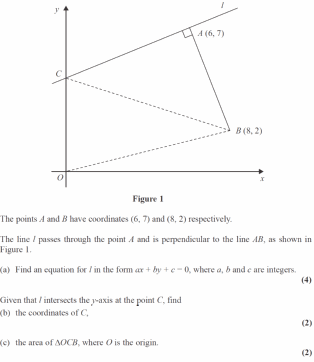 y
l
A (6, 7)
C
B (8, 2)
O
x
Figure 1
The points A and B have coordinates (6, 7) and (8, 2) respectively.
The line l passes through the point A and is perpendicular to the line AB, as shown in
Figure 1.
(a) Find an equation for l in the form ax + by + c = 0, where a, b and c are integers.
(4)
Given that l intersects the y-axis at the point C, find
(b) the coordinates of C,
(2)
(c) the area of ΔOCB, where O is the origin.
(2)